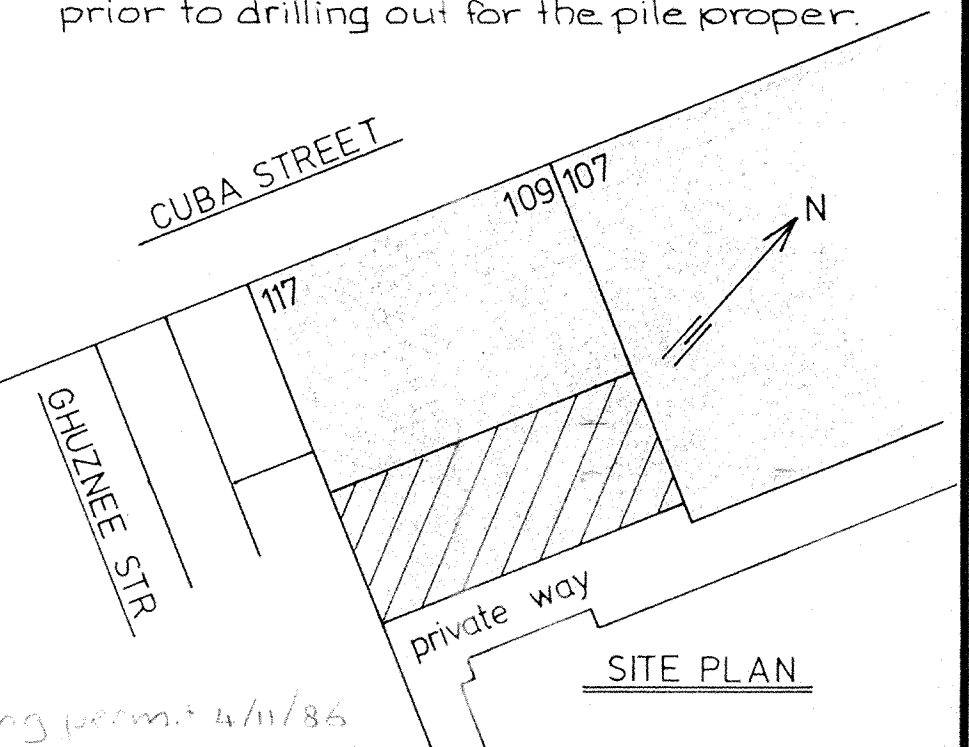 prior to drilling out for the pile proper.
CUBA STREET
109 107
N
117
GHUZNEE STR
private way
SITE PLAN
permit 4/11/86